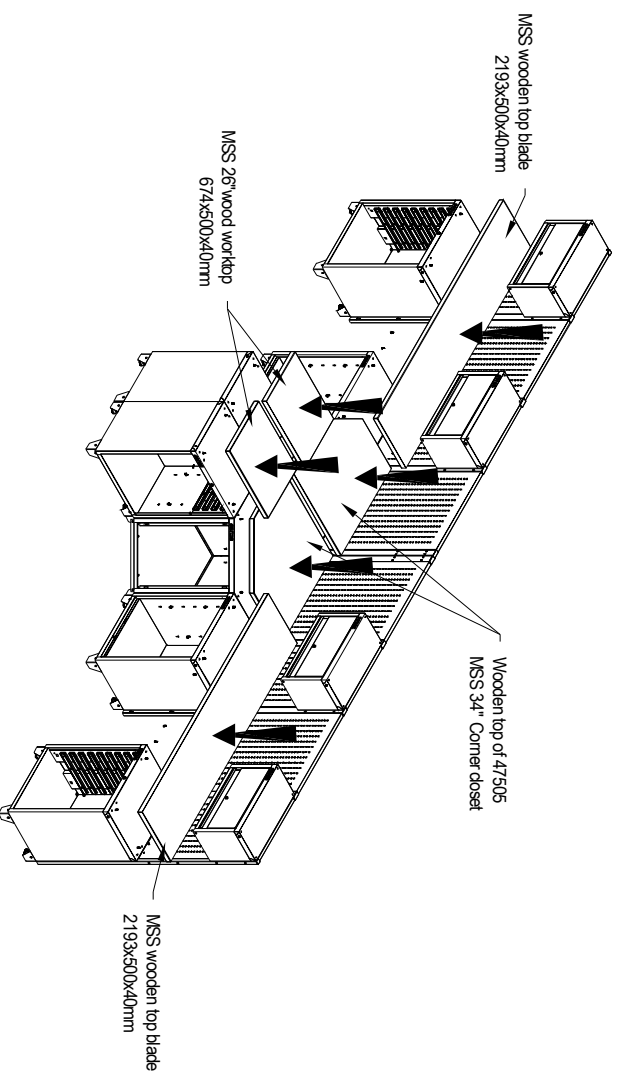 MSS wooden top blade
2193x500x40mm
MSS 26"wood worktop
674x500x40mm
Wooden top of 47505
MSS 34" Corner closet
MSS wooden top blade
2193x500x40mm